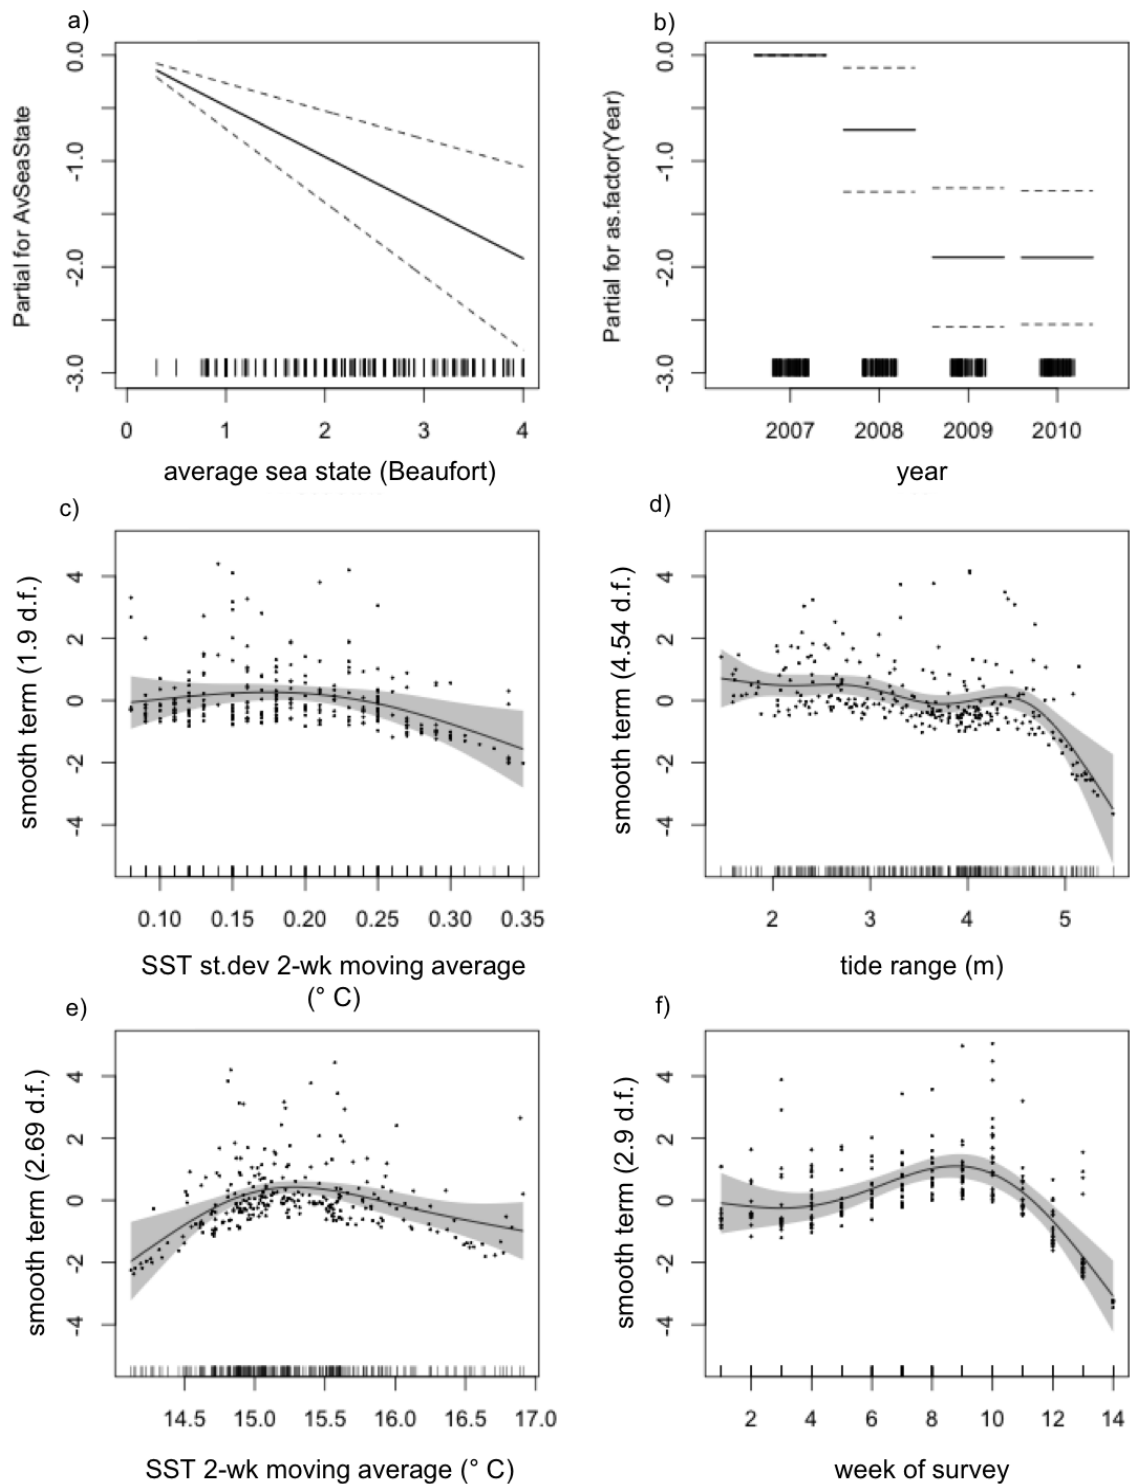 a)
0.0
-1.0
-2.0
-3.0
Partial for AvSeaState
0 1 2 3 4
average sea state (Beaufort)
b)
0.0
-1.0
-2.0
-3.0
Partial for as.factor(Year)
2007 2008 2009 2010
year
c)
4
2
0
-2
-4
smooth term (1.9 d.f.)
0.10 0.15 0.20 0.25 0.30 0.35
SST st.dev 2-wk moving average
(° C)
d)
4
2
0
-2
-4
smooth term (4.54 d.f.)
2 3 4 5
tide range (m)
e)
4
2
0
-2
-4
smooth term (2.69 d.f.)
14.5 15.0 15.5 16.0 16.5 17.0
SST 2-wk moving average (° C)
f)
4
2
0
-2
-4
smooth term (2.9 d.f.)
2 4 6 8 10 12 14
week of survey